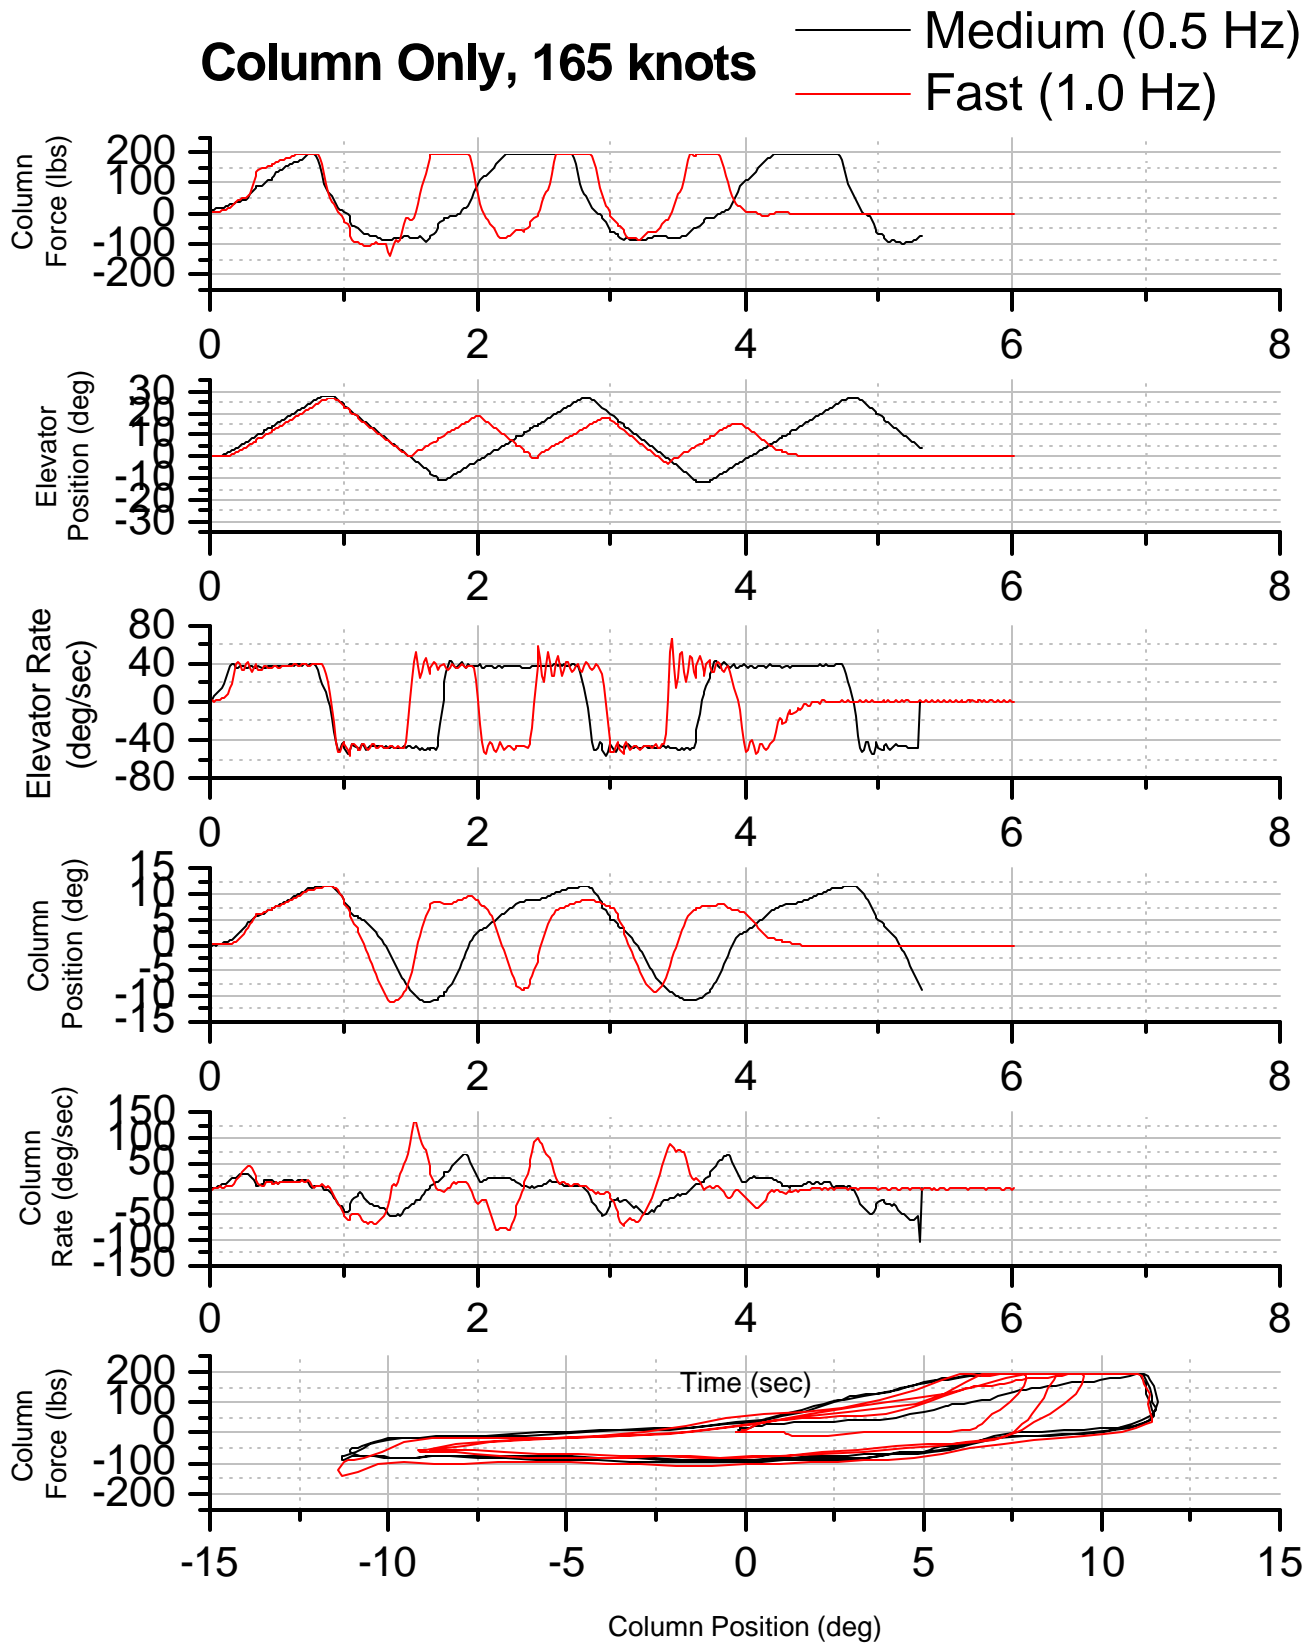 Column Only, 165 knots
Medium (0.5 Hz)
Fast (1.0 Hz)
Column
Force (lbs)
200
100
0
-100
-200
0 2 4 6 8
Elevator
Position (deg)
30
20
10
0
-10
-20
-30
0 2 4 6 8
Elevator Rate
(deg/sec)
80
40
0
-40
-80
0 2 4 6 8
Column
Position (deg)
15
10
5
0
-5
-10
-15
0 2 4 6 8
Column
Rate (deg/sec)
150
100
50
0
-50
-100
-150
0 2 4 6 8
Column
Force (lbs)
200
100
0
-100
-200
Time (sec)
-15 -10 -5 0 5 10 15
Column Position (deg)